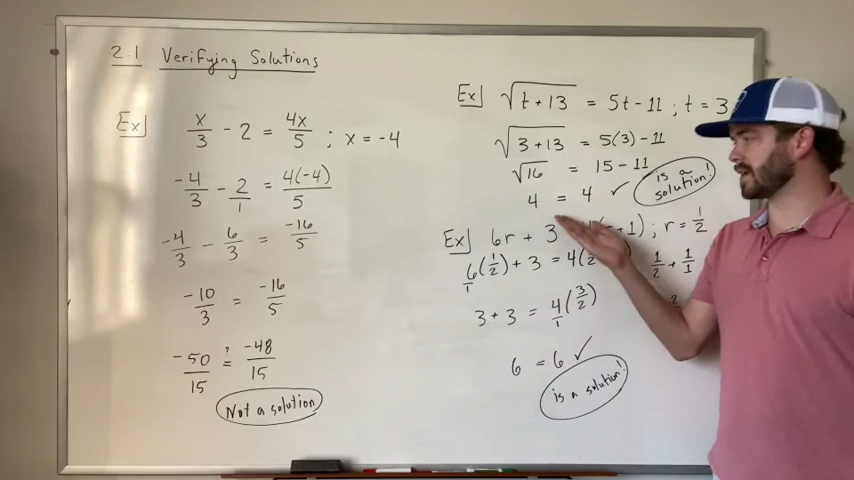 2.1 Verifying Solutions
Ex] x/3 - 2 = 4x/5 ; x = -4
-4/3 - 2/1 = 4(-4)/5
-4/3 - 6/3 = -16/5
-10/3 = -16/5
-50/15 ?= -48/15
Not a solution
Ex] √(t+13) = 5t - 11 ; t = 3
√(3+13) = 5(3) - 11
√16 = 15 - 11
4 = 4 ✓
is a solution!
Ex] 6r + 3 +1) ; r = 1/2
6/1(1/2) + 3 = 4(
1/2 + 1/1
3 + 3 = 4/1(3/2)
6 = 6 ✓
is a solution!